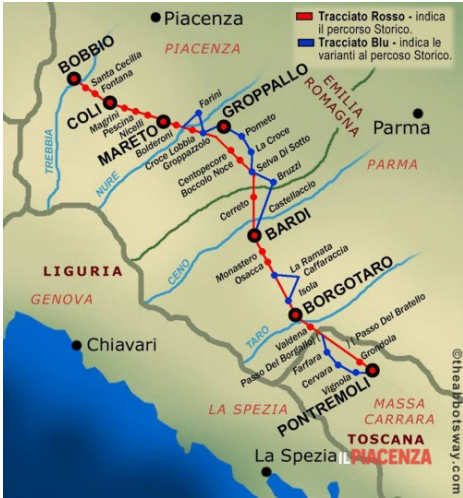 Piacenza
Tracciato Rosso - indica
il percorso Storico.
Tracciato Blu - indica le
varianti al percoso Storico.
PIACENZA
BOBBIO
Santa Cecilia
Fontana
COLI
Magrini
Pescina
Nicelli
MARETO
Bolderoni
Farini
Croce Lobbia
Groppazzolo
GROPPALLO
Pometo
La Croce
Selva Di Sotto
Centopecore
Boccolo Noce
Bruzzi
EMILIA
ROMAGNA
Parma
PARMA
TREBBIA
NURE
Cerreto
Castellaccio
BARDI
CENO
LIGURIA
GENOVA
Monastero
Osacca
La Ramata
Caffaraccia
Isola
BORGOTARO
TARO
Chiavari
Valdena
Passo Del Borgallo
Passo Del Bratello
Farfara
Cervara
Vignola
Grondola
PONTREMOLI
LA SPEZIA
MASSA
CARRARA
TOSCANA
La Spezia
ILPIACENZA
©theabbotsway.com